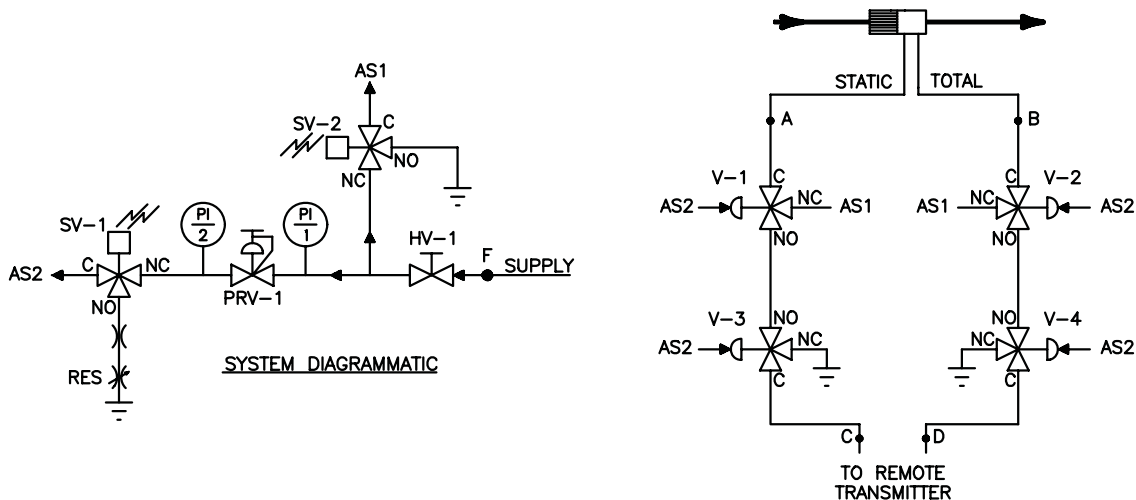 AS1
SV-2
C
NO
NC
SV-1
PI
2
PI
1
HV-1
F
SUPPLY
AS2
C
NC
NO
PRV-1
RES
SYSTEM DIAGRAMMATIC
STATIC
TOTAL
A
B
V-1
C
AS2
NC
AS1
NO
C
V-2
AS1
NC
AS2
NO
V-3
NO
AS2
NC
C
NO
V-4
NC
AS2
C
C
D
TO REMOTE
TRANSMITTER